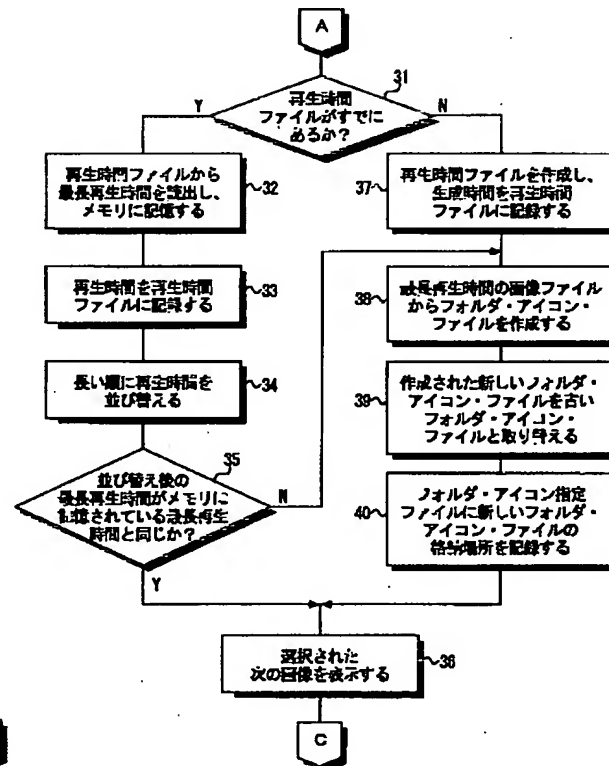 A
再生時間
ファイルがすでに
あるか？
31
Y
N
再生時間ファイルから
最長再生時間を読出し、
メモリに記憶する
32
再生時間を再生時間
ファイルに記録する
33
長い順に再生時間を
並び替える
34
並び替え後の
最長再生時間がメモリに
記憶されている最長再生
時間と同じか？
35
N
Y
37
再生時間ファイルを作成し、
生成時間を再生時間
ファイルに記録する
38
最長再生時間の画像ファイル
からフォルダ・アイコン・
ファイルを作成する
39
作成された新しいフォルダ・
アイコン・ファイルを古い
フォルダ・アイコン・
ファイルと取り替える
40
フォルダ・アイコン指定
ファイルに新しいフォルダ・
アイコン・ファイルの
格納場所を記録する
選択された
次の画像を表示する
36
C